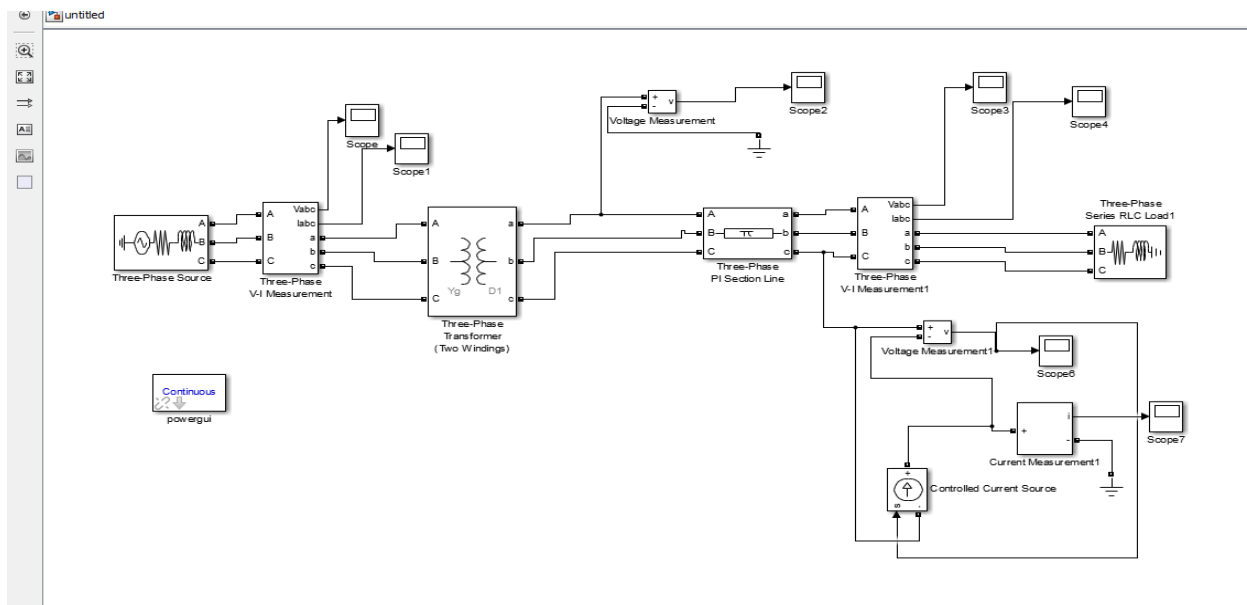 untitled
Scope
Scope1
Voltage Measurement
+
-
v
Scope2
Scope3
Scope4
A
B
C
Three-Phase Source
A
B
C
Vabc
Iabc
a
b
c
Three-Phase
V-I Measurement
A
B
C
Yg
D1
a
b
c
Three-Phase
Transformer
(Two Windings)
A
B
C
a
b
c
Three-Phase
PI Section Line
A
B
C
Vabc
Iabc
a
b
c
Three-Phase
V-I Measurement1
Three-Phase
Series RLC Load1
A
B
C
+
-
v
Voltage Measurement1
Scope6
Continuous
powergui
+
i
-
Current Measurement1
Scope7
+
s
-
Controlled Current Source